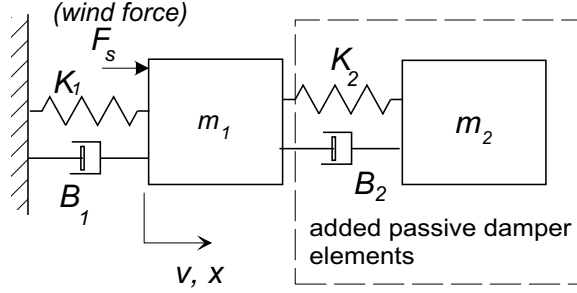 (wind force)
F_s
K_1
m_1
K_2
m_2
B_1
B_2
added passive damper
elements
v, x